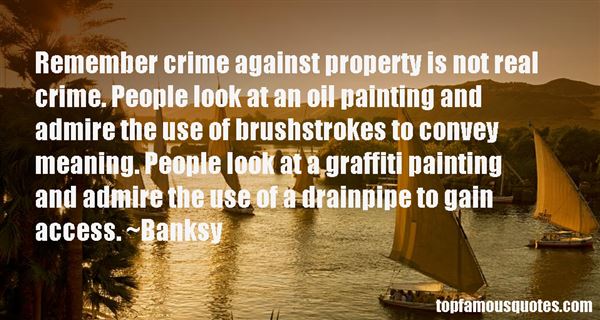 Remember crime against property is not real
crime. People look at an oil painting and
admire the use of brushstrokes to convey
meaning. People look at a graffiti painting
and admire the use of a drainpipe to gain
access. ~Banksy
topfamousquotes.com